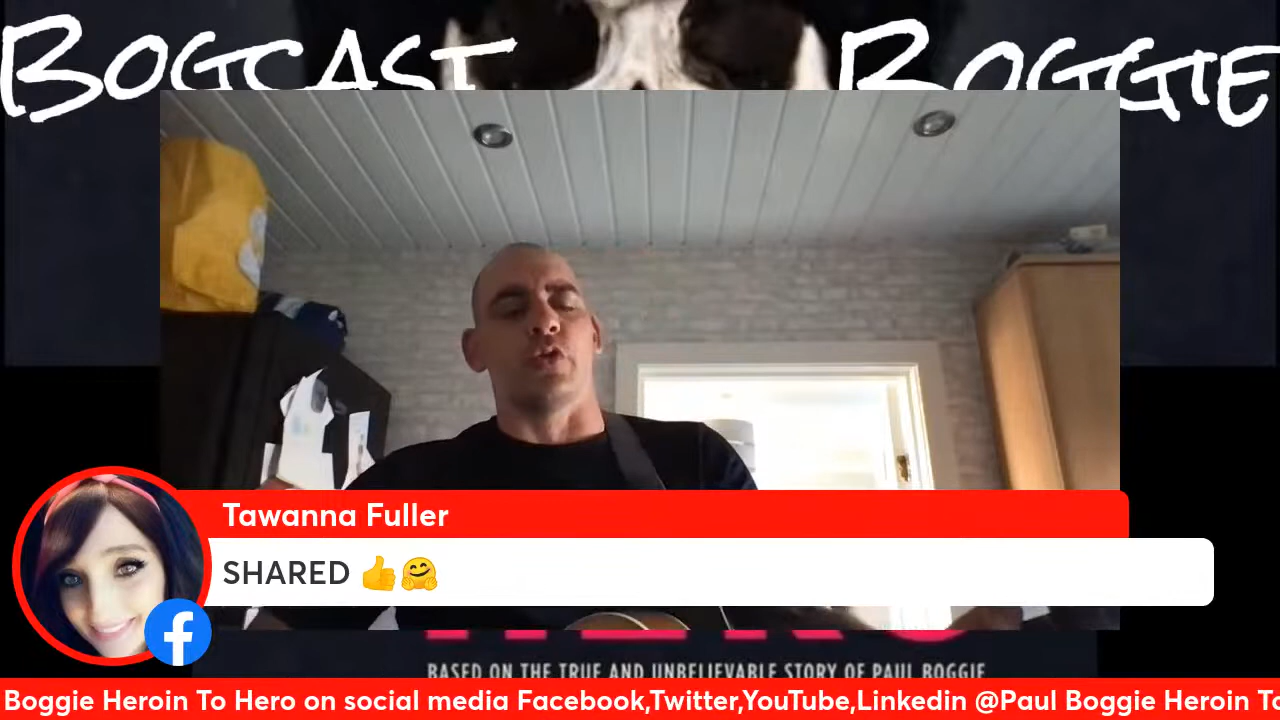 BOGCAST BOGGIE
Tawanna Fuller
SHARED 👍🤗
HERO
BASED ON THE TRUE AND UNBELIEVABLE STORY OF PAUL BOGGIE
Boggie Heroin To Hero on social media Facebook,Twitter,YouTube,Linkedin @Paul Boggie Heroin To